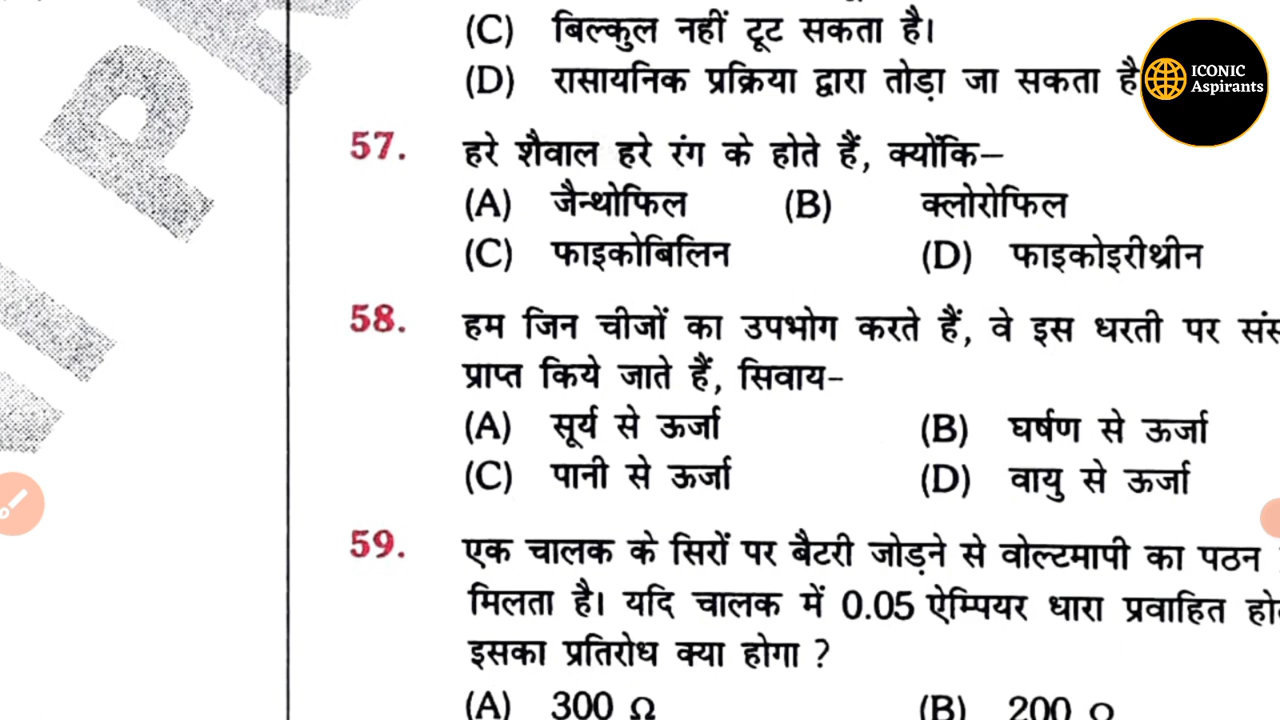 (C) बिल्कुल नहीं टूट सकता है।
(D) रासायनिक प्रक्रिया द्वारा तोड़ा जा सकता है
ICONIC
Aspirants
57. हरे शैवाल हरे रंग के होते हैं, क्योंकि–
(A) जैन्थोफिल (B) क्लोरोफिल
(C) फाइकोबिलिन (D) फाइकोइरीथ्रीन
58. हम जिन चीजों का उपभोग करते हैं, वे इस धरती पर
प्राप्त किये जाते हैं, सिवाय–
(A) सूर्य से ऊर्जा (B) घर्षण से ऊर्जा
(C) पानी से ऊर्जा (D) वायु से ऊर्जा
59. एक चालक के सिरों पर बैटरी जोड़ने से वोल्टमापी का पठन
मिलता है। यदि चालक में 0.05 ऐम्पियर धारा प्रवाहित
इसका प्रतिरोध क्या होगा ?
(A) 300 Ω (B) 200 Ω